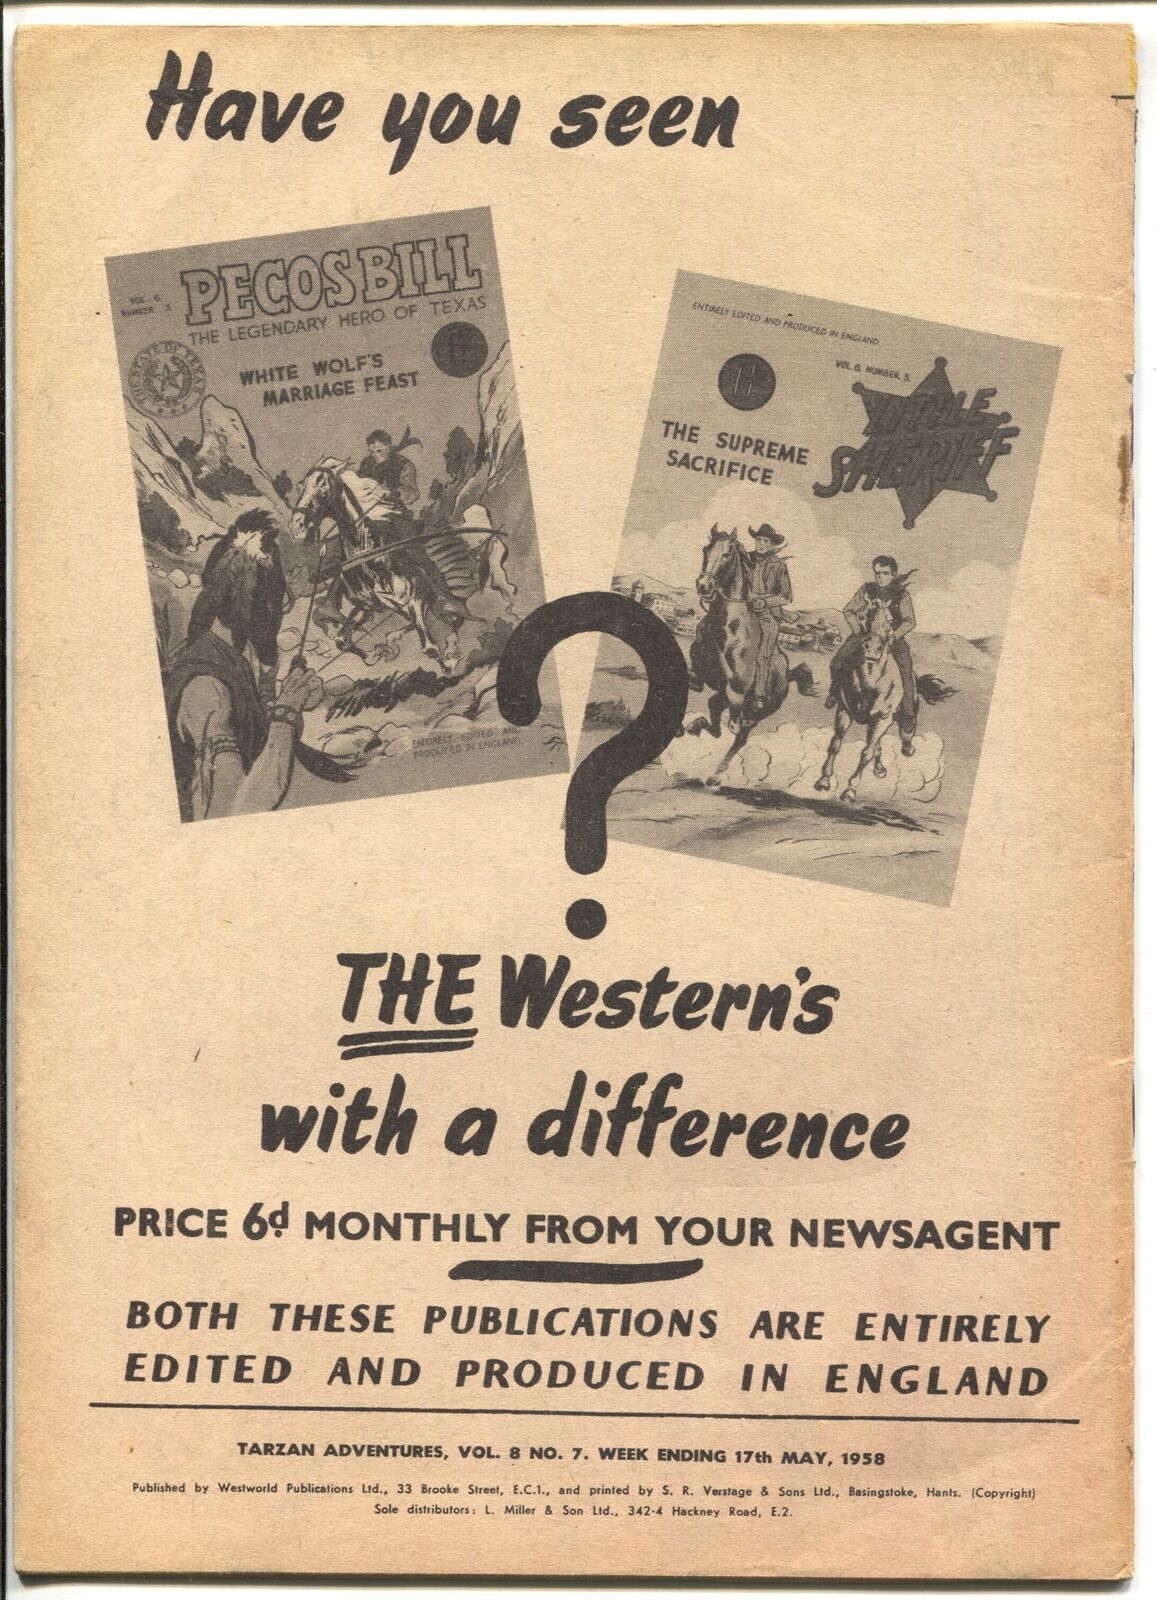 Have you seen
VOL. 6.
NUMBER 3.
PECOS BILL
THE LEGENDARY HERO OF TEXAS
THE STATE OF TEXAS
WHITE WOLF'S
MARRIAGE FEAST
ENTIRELY EDITED AND
PRODUCED IN ENGLAND
ENTIRELY EDITED AND PRODUCED IN ENGLAND.
VOL. 6. NUMBER 3.
LITTLE
SHERIFF
THE SUPREME
SACRIFICE
?
THE Western's
with a difference
PRICE 6d. MONTHLY FROM YOUR NEWSAGENT
BOTH THESE PUBLICATIONS ARE ENTIRELY
EDITED AND PRODUCED IN ENGLAND
TARZAN ADVENTURES, VOL. 8 NO. 7. WEEK ENDING 17th MAY, 1958
Published by Westworld Publications Ltd., 33 Brooke Street, E.C.1., and printed by S. R. Verstage & Sons Ltd., Basingstoke, Hants. (Copyright)
Sole distributors: L. Miller & Son Ltd., 342-4 Hackney Road, E.2.